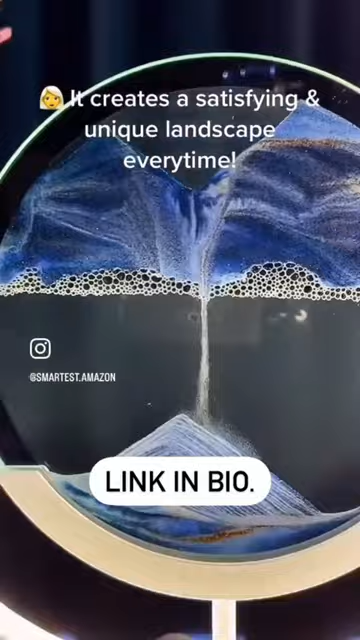 👩 It creates a satisfying &
unique landscape
everytime!
@SMARTEST.AMAZON
LINK IN BIO.